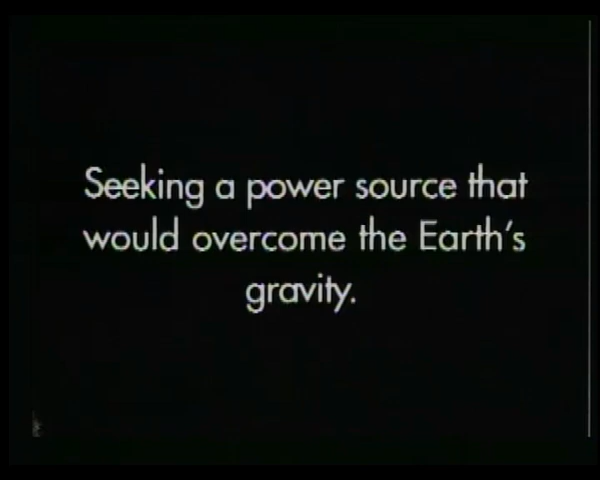 Seeking a power source that
would overcome the Earth's
gravity.